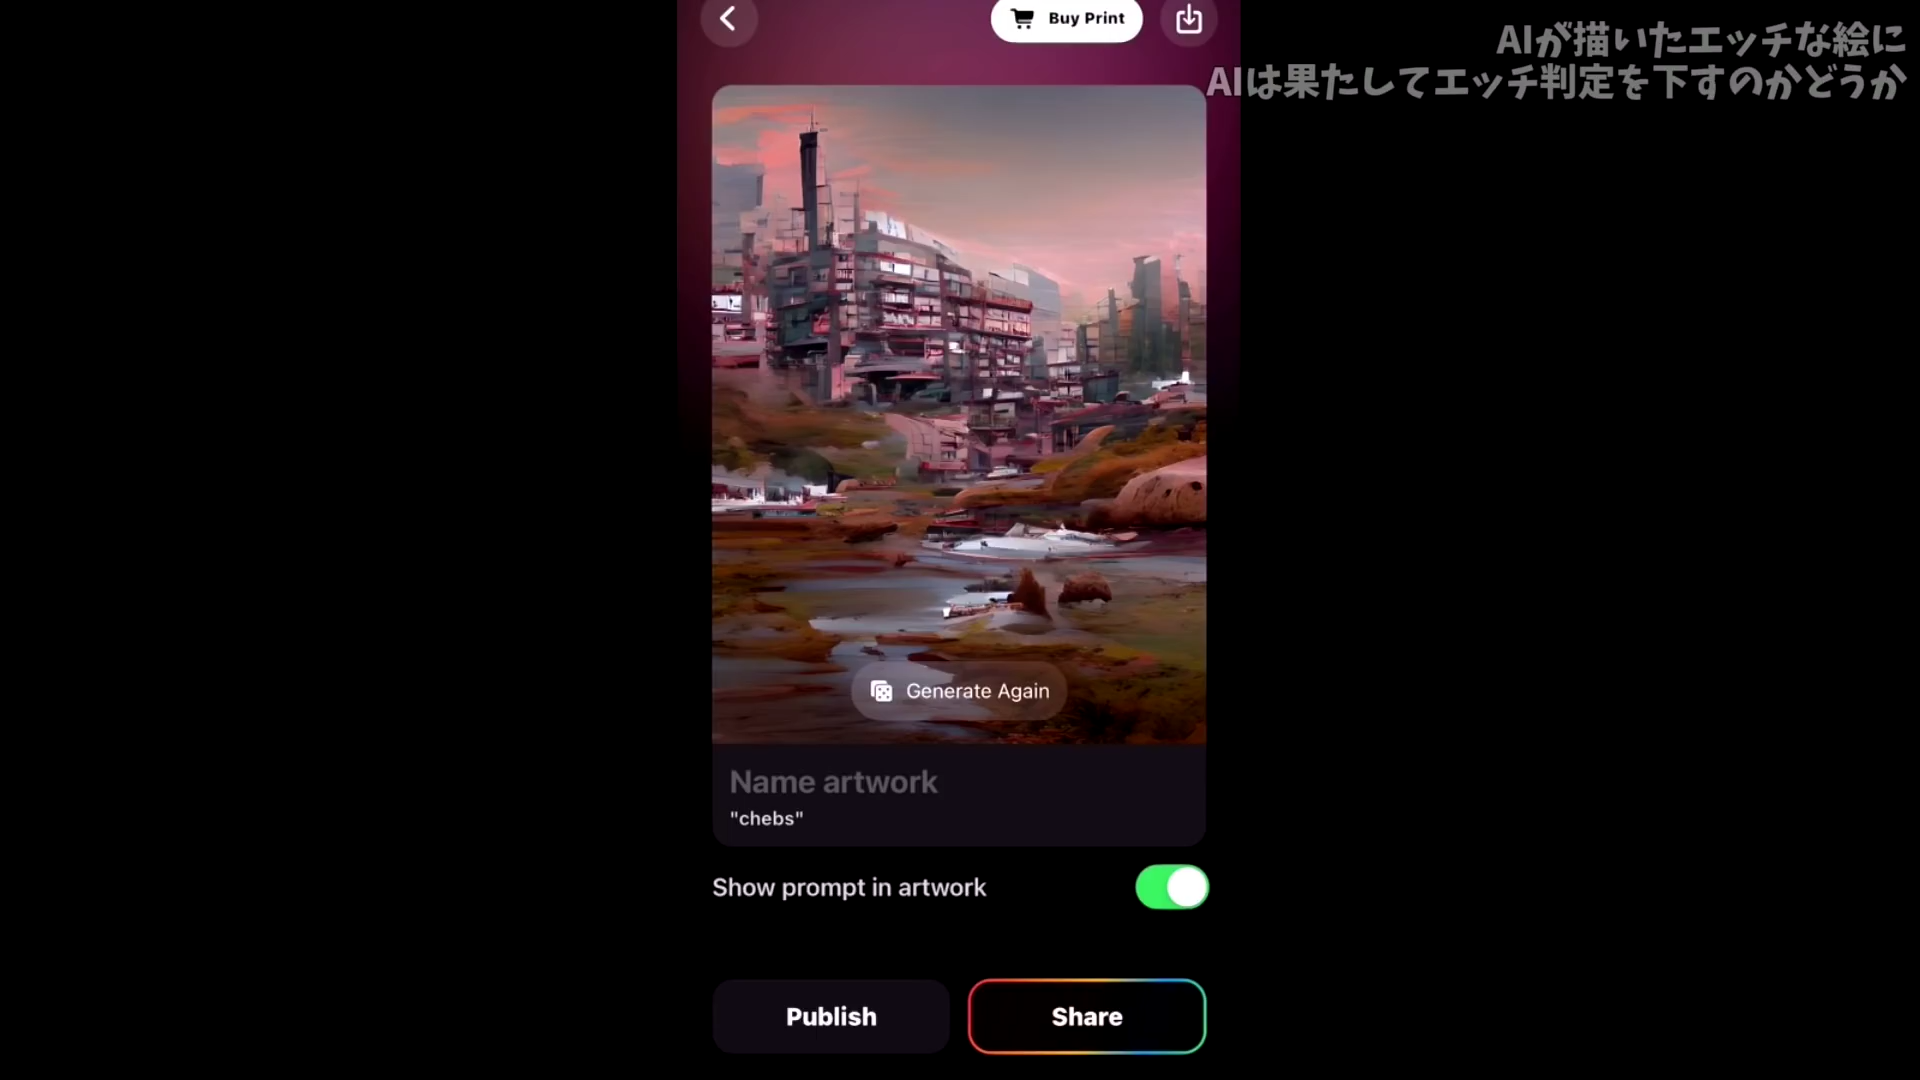 Buy Print
AIが描いたエッチな絵に
AIは果たしてエッチ判定を下すのかどうか
Generate Again
Name artwork
"chebs"
Show prompt in artwork
Publish
Share